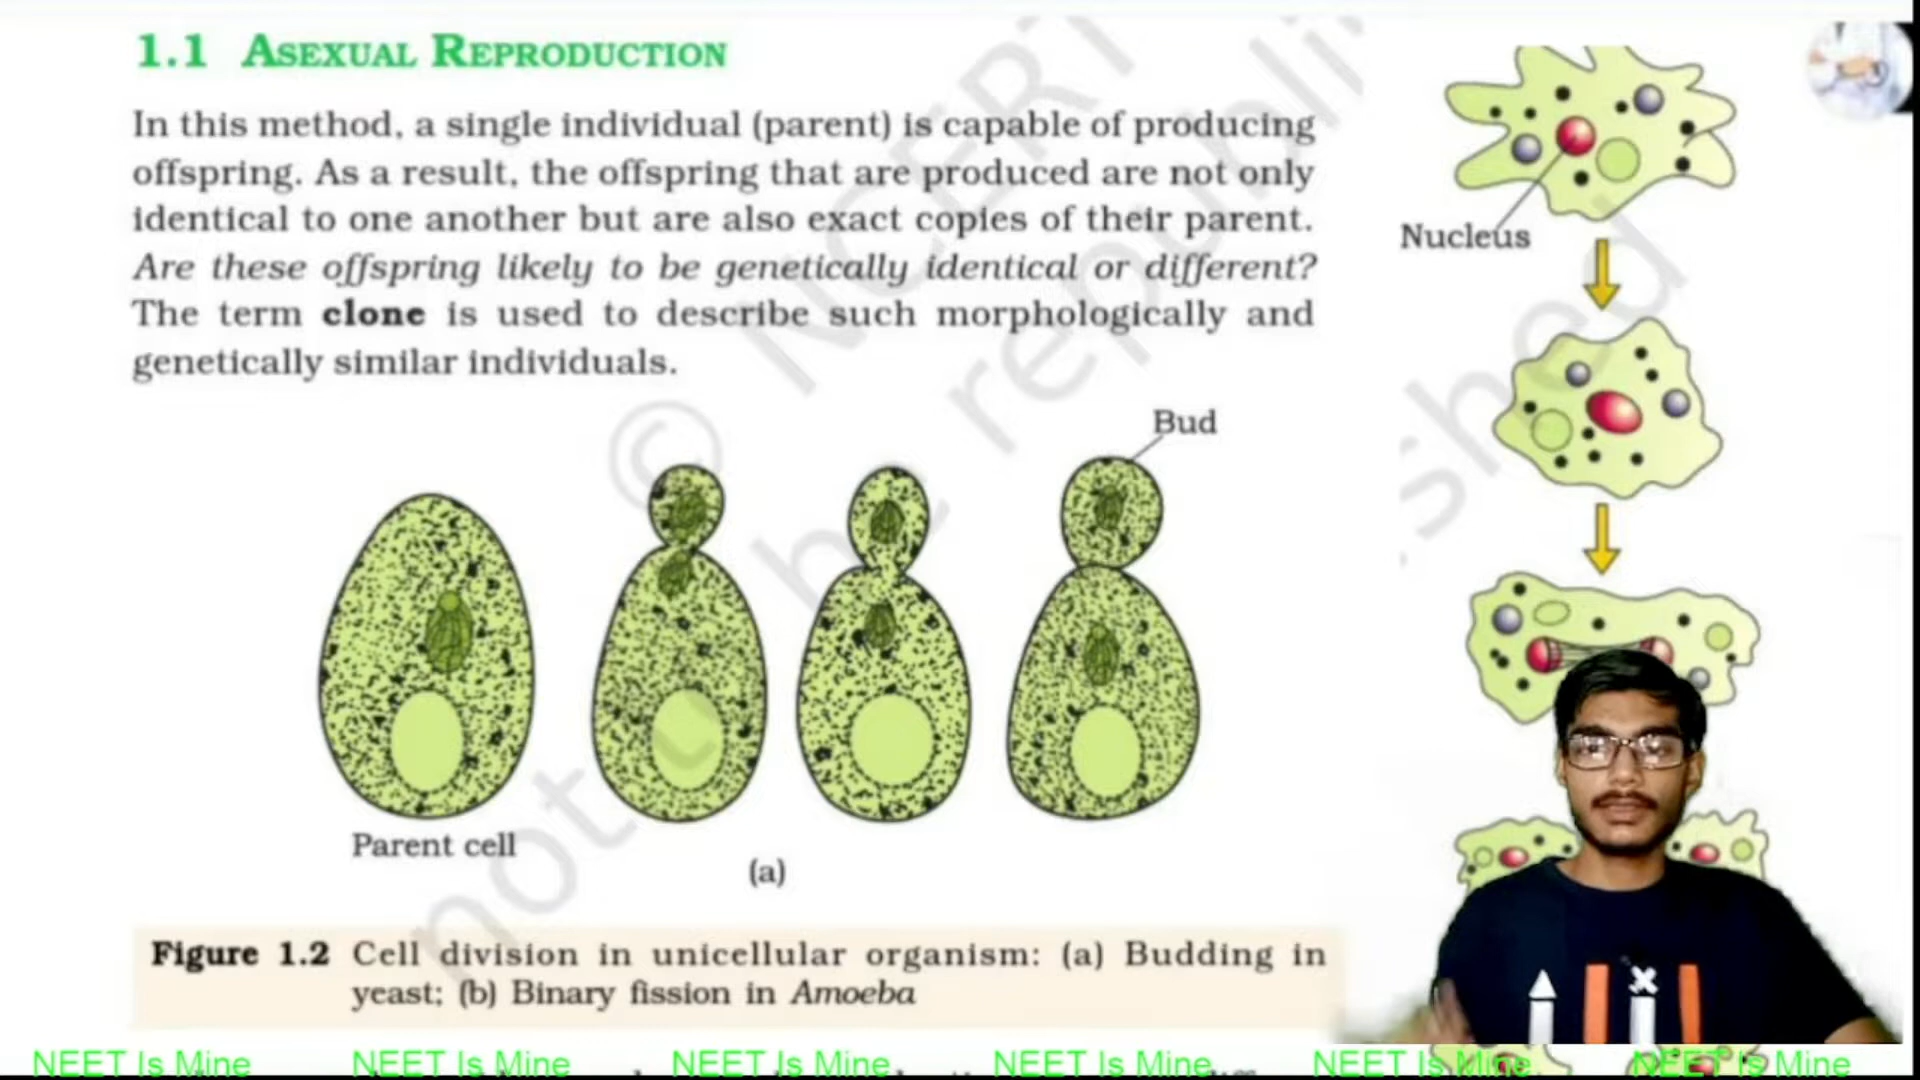 1.1 ASEXUAL REPRODUCTION
In this method, a single individual (parent) is capable of producing
offspring. As a result, the offspring that are produced are not only
identical to one another but are also exact copies of their parent.
Are these offspring likely to be genetically identical or different?
The term clone is used to describe such morphologically and
genetically similar individuals.
Nucleus
Bud
Parent cell
(a)
Figure 1.2 Cell division in unicellular organism: (a) Budding in
yeast; (b) Binary fission in Amoeba
© NCERT
not to be republished
NEET Is Mine NEET Is Mine NEET Is Mine NEET Is Mine NEET Is Mine NEET Is Mine